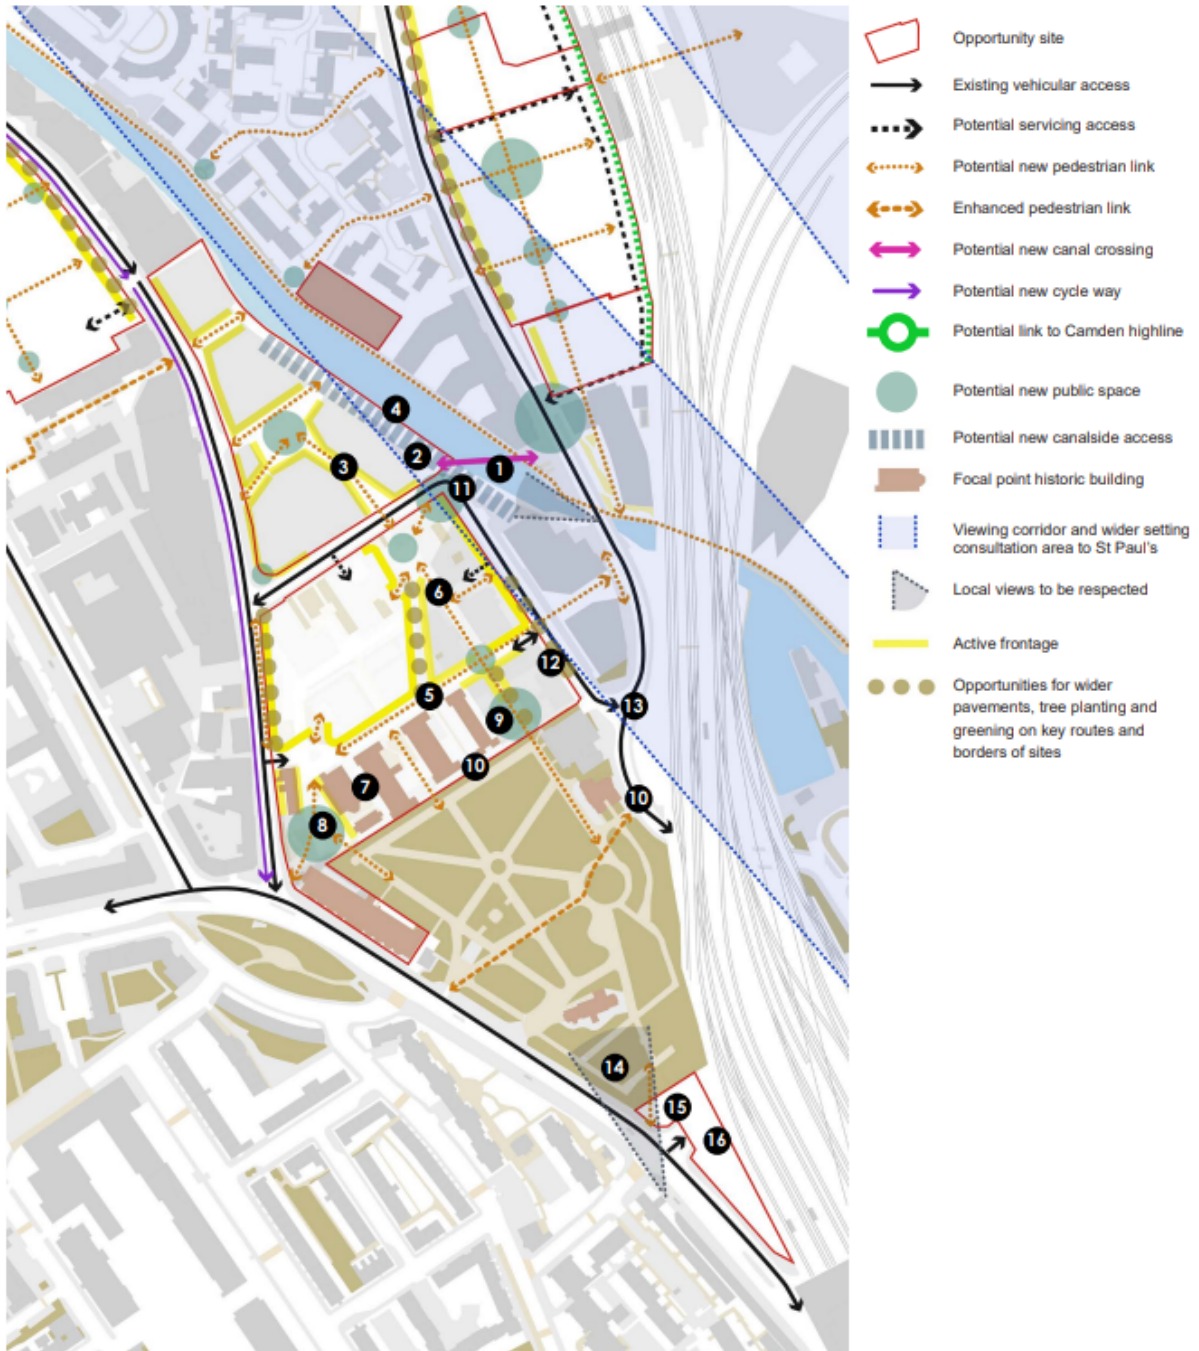 Opportunity site
Existing vehicular access
Potential servicing access
Potential new pedestrian link
Enhanced pedestrian link
Potential new canal crossing
Potential new cycle way
Potential link to Camden highline
Potential new public space
Potential new canalside access
Focal point historic building
Viewing corridor and wider setting
consultation area to St Paul's
Local views to be respected
Active frontage
Opportunities for wider
pavements, tree planting and
greening on key routes and
borders of sites
4
2
1
3
11
6
12
5
13
9
10
7
10
8
14
15
16